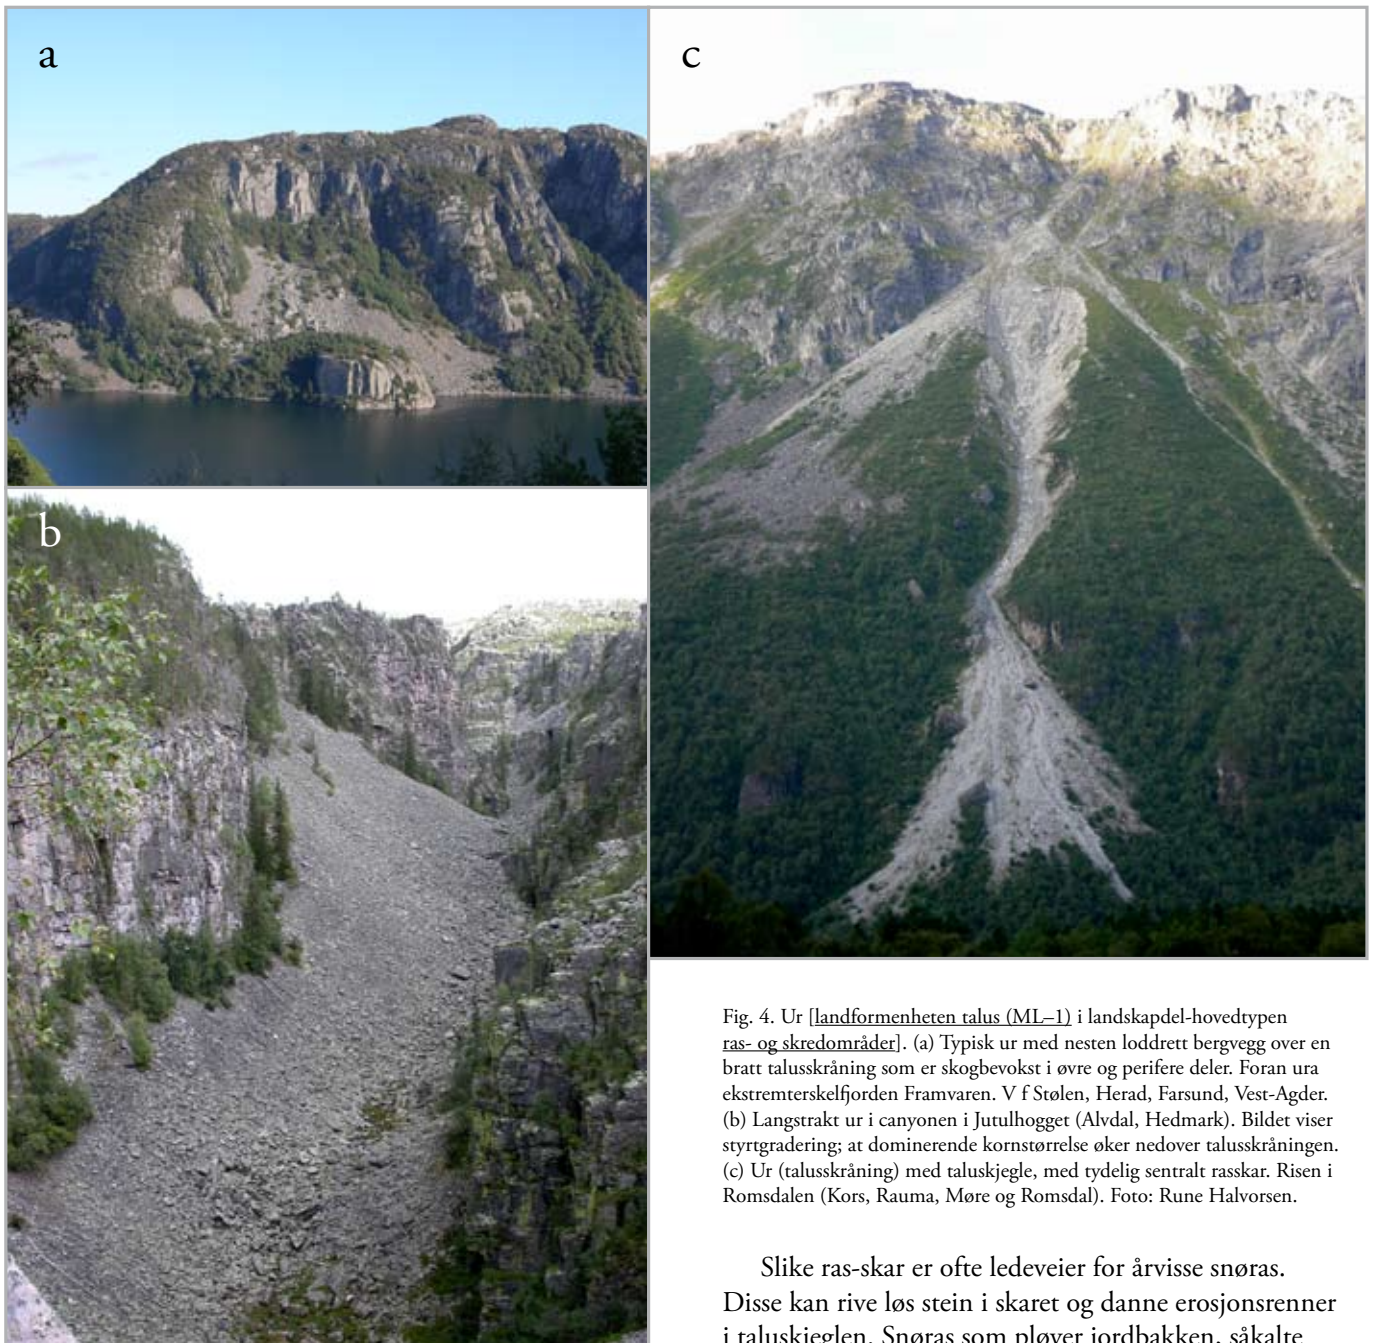 a
c
b
Fig. 4. Ur [landformenheten talus (ML–1) i landskapdel-hovedtypen
ras- og skredområder]. (a) Typisk ur med nesten loddrett bergvegg over en
bratt talusskråning som er skogbevokst i øvre og perifere deler. Foran ura
ekstremterskelfjorden Framvaren. V f Stølen, Herad, Farsund, Vest-Agder.
(b) Langstrakt ur i canyonen i Jutulhogget (Alvdal, Hedmark). Bildet viser
styrtgradering; at dominerende kornstørrelse øker nedover talusskråningen.
(c) Ur (talusskråning) med taluskjegle, med tydelig sentralt rasskar. Risen i
Romsdalen (Kors, Rauma, Møre og Romsdal). Foto: Rune Halvorsen.
Slike ras-skar er ofte ledeveier for årvisse snøras.
Disse kan rive løs stein i skaret og danne erosjonsrenner
i taluskjeglen. Snøras som pløyer jordbakken, såkalte